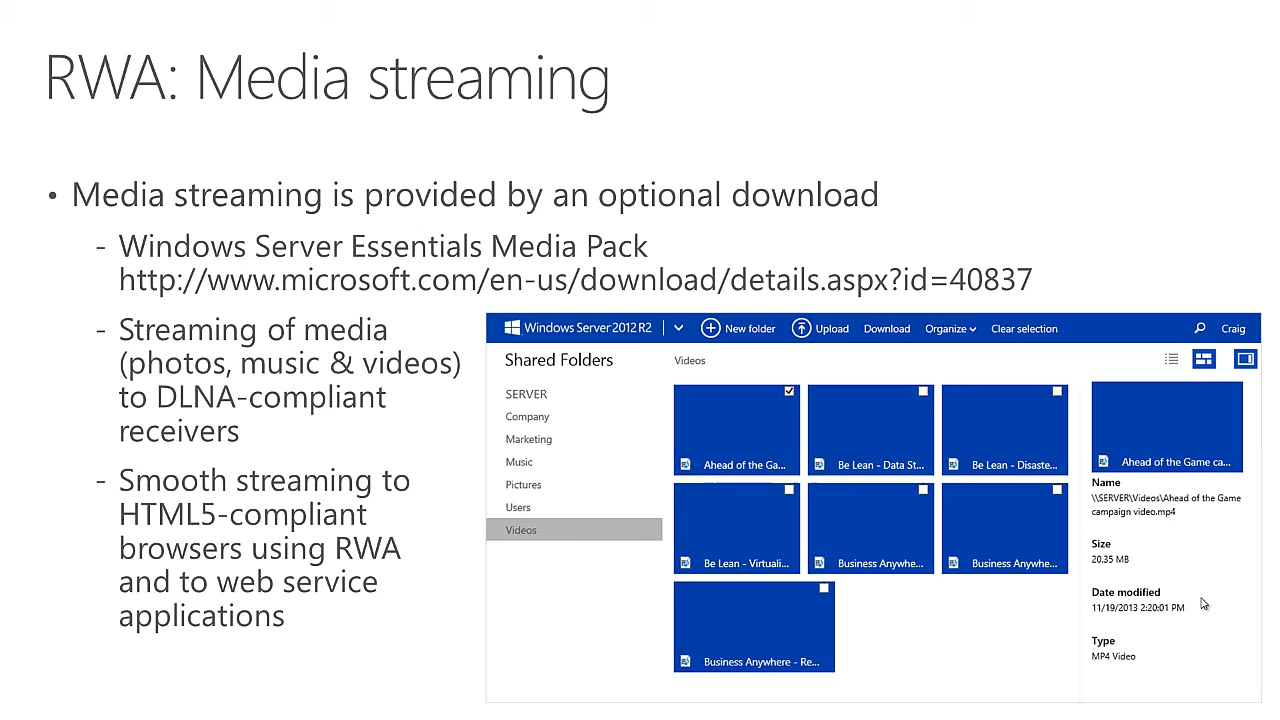 RWA: Media streaming
• Media streaming is provided by an optional download
- Windows Server Essentials Media Pack
http://www.microsoft.com/en-us/download/details.aspx?id=40837
- Streaming of media
(photos, music & videos)
to DLNA-compliant
receivers
- Smooth streaming to
HTML5-compliant
browsers using RWA
and to web service
applications
Windows Server 2012 R2 New folder Upload Download Organize Clear selection Craig
Shared Folders
SERVER
Company
Marketing
Music
Pictures
Users
Videos
Videos
Ahead of the Ga... Be Lean - Data St... Be Lean - Disaste...
Be Lean - Virtuali... Business Anywhe... Business Anywhe...
Business Anywhere - Re...
Ahead of the Game ca...
Name
\\SERVER\Videos\Ahead of the Game
campaign video.mp4
Size
20.35 MB
Date modified
11/19/2013 2:20:01 PM
Type
MP4 Video